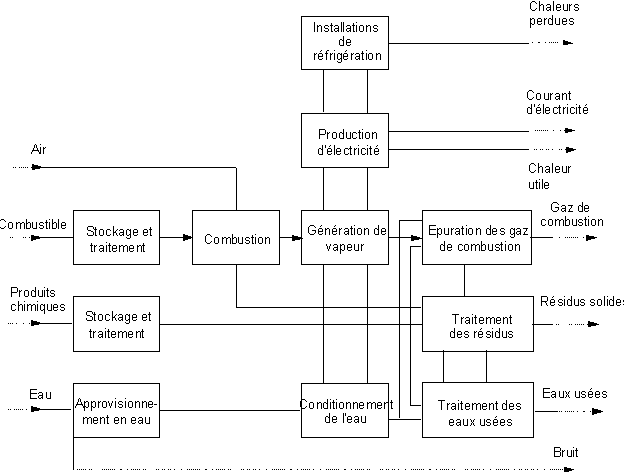 Chaleurs
perdues
Installations
de
réfrigération
Courant
d'électricité
Production
d'électricité
Chaleur
utile
Air
Combustible
Stockage et
traitement
Combustion
Génération de
vapeur
Epuration des gaz
de combustion
Gaz de
combustion
Produits
chimiques
Stockage et
traitement
Traitement
des résidus
Résidus solides
Eau
Approvisionne-
ment en eau
Conditionnement
de l'eau
Traitement des
eaux usées
Eaux usées
Bruit